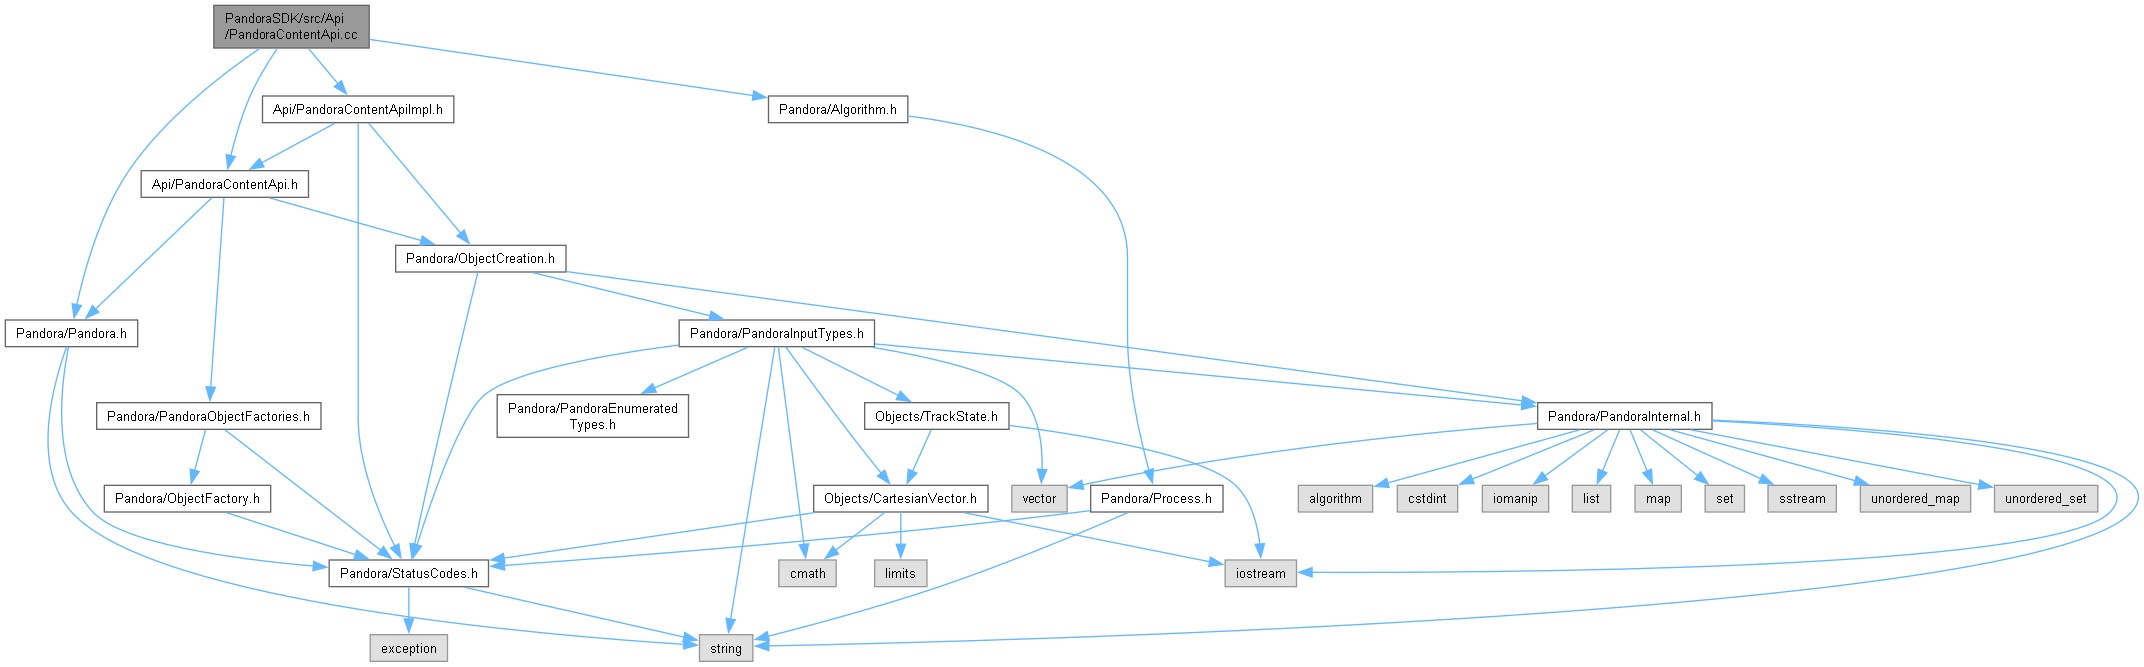 PandoraSDK/src/Api
/PandoraContentApi.cc
Api/PandoraContentApiImpl.h
Pandora/Algorithm.h
Api/PandoraContentApi.h
Pandora/ObjectCreation.h
Pandora/Pandora.h
Pandora/PandoraInputTypes.h
Pandora/PandoraObjectFactories.h
Pandora/PandoraEnumerated
Types.h
Objects/TrackState.h
Pandora/PandoraInternal.h
Pandora/ObjectFactory.h
Objects/CartesianVector.h
vector
Pandora/Process.h
algorithm
cstdint
iomanip
list
map
set
sstream
unordered_map
unordered_set
Pandora/StatusCodes.h
cmath
limits
iostream
exception
string